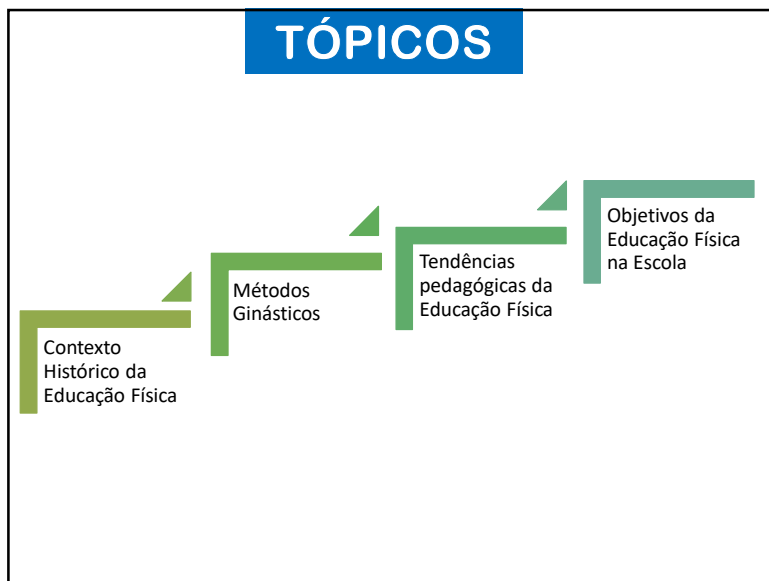 TÓPICOS
Contexto
Histórico da
Educação Física
Métodos
Ginásticos
Tendências
pedagógicas da
Educação Física
Objetivos da
Educação Física
na Escola